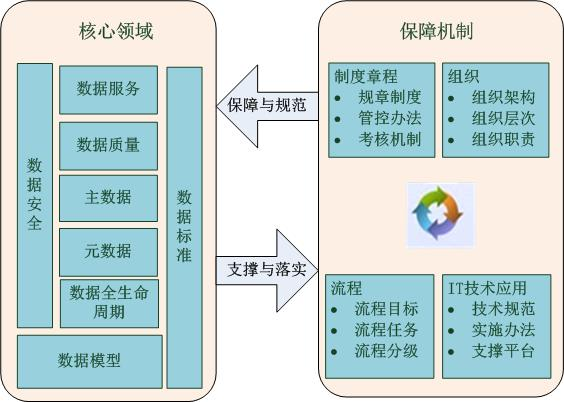 核心领域
数据安全
数据服务
数据质量
主数据
元数据
数据全生命
周期
数据标准
数据模型
保障与规范
支撑与落实
保障机制
制度章程
● 规章制度
● 管控办法
● 考核机制
组织
● 组织架构
● 组织层次
● 组织职责
流程
● 流程目标
● 流程任务
● 流程分级
IT技术应用
● 技术规范
● 实施办法
● 支撑平台